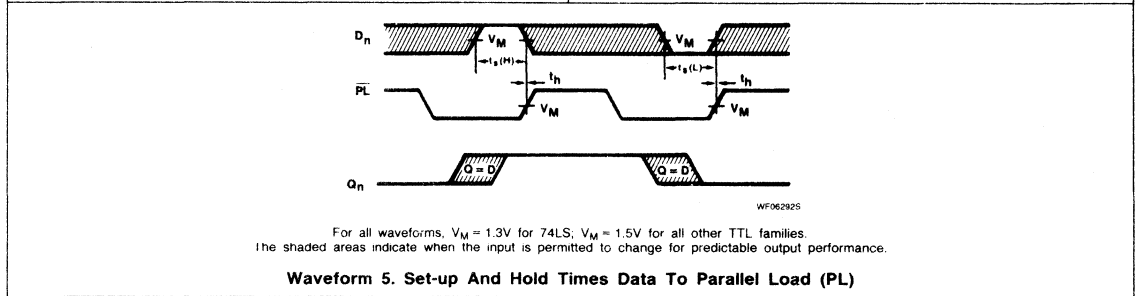 Dn
VM
VM
ts(H)
ts(L)
th
th
PL
VM
VM
Q = D
Q = D
Qn
WF06292S
For all waveforms, VM = 1.3V for 74LS; VM = 1.5V for all other TTL families.
The shaded areas indicate when the input is permitted to change for predictable output performance.
Waveform 5. Set-up And Hold Times Data To Parallel Load (PL)